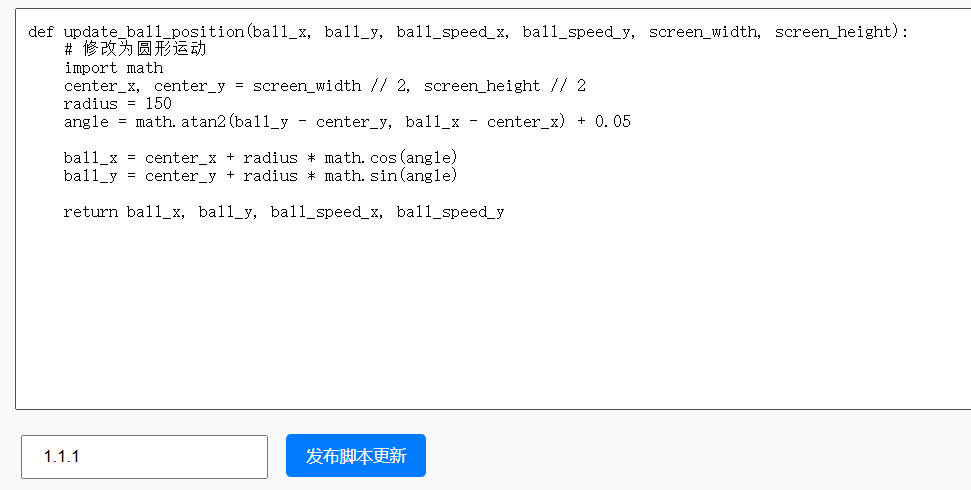 def update_ball_position(ball_x, ball_y, ball_speed_x, ball_speed_y, screen_width, screen_height):
    # 修改为圆形运动
    import math
    center_x, center_y = screen_width // 2, screen_height // 2
    radius = 150
    angle = math.atan2(ball_y - center_y, ball_x - center_x) + 0.05
    ball_x = center_x + radius * math.cos(angle)
    ball_y = center_y + radius * math.sin(angle)
    return ball_x, ball_y, ball_speed_x, ball_speed_y
1.1.1
发布脚本更新